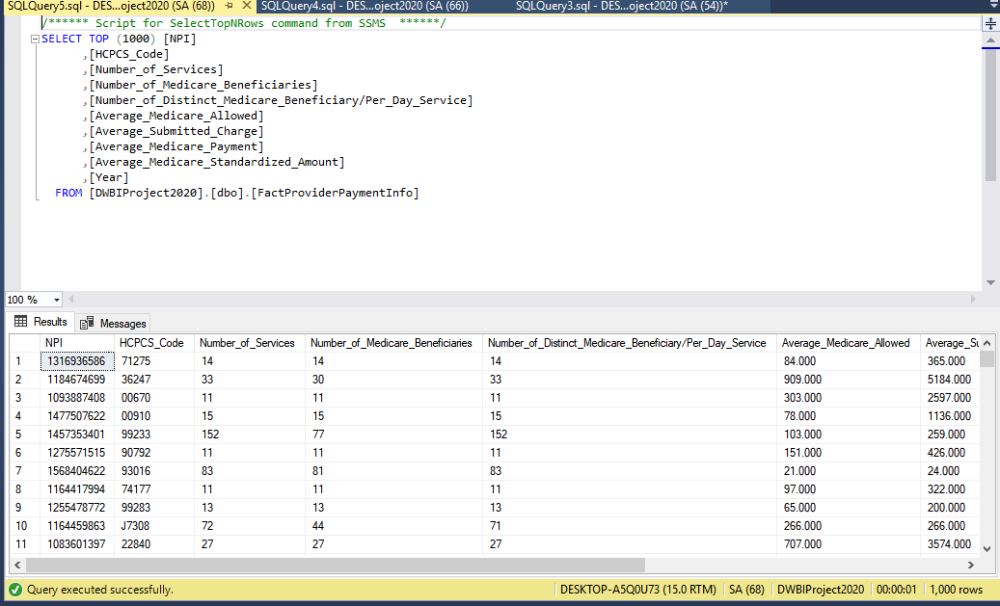 SQLQuery5.sql - DES...oject2020 (SA (68)) SQLQuery4.sql - DES...oject2020 (SA (66)) SQLQuery3.sql - DES...oject2020 (SA (54))*
/****** Script for SelectTopNRows command from SSMS ******/
SELECT TOP (1000) [NPI]
,[HCPCS_Code]
,[Number_of_Services]
,[Number_of_Medicare_Beneficiaries]
,[Number_of_Distinct_Medicare_Beneficiary/Per_Day_Service]
,[Average_Medicare_Allowed]
,[Average_Submitted_Charge]
,[Average_Medicare_Payment]
,[Average_Medicare_Standardized_Amount]
,[Year]
FROM [DWBIProject2020].[dbo].[FactProviderPaymentInfo]
100 %
Results Messages
NPI HCPCS_Code Number_of_Services Number_of_Medicare_Beneficiaries Number_of_Distinct_Medicare_Beneficiary/Per_Day_Service Average_Medicare_Allowed Average_Su
1 1316936586 71275 14 14 14 84.000 365.000
2 1184674699 36247 33 30 33 909.000 5184.000
3 1093887408 00670 11 11 11 303.000 2597.000
4 1477507622 00910 15 15 15 78.000 1136.000
5 1457353401 99233 152 77 152 103.000 259.000
6 1275571515 90792 11 11 11 151.000 426.000
7 1568404622 93016 83 81 83 21.000 24.000
8 1164417994 74177 11 11 11 97.000 322.000
9 1255478772 99283 13 13 13 65.000 200.000
10 1164459863 J7308 72 44 71 266.000 266.000
11 1083601397 22840 27 27 27 707.000 3574.000
Query executed successfully. DESKTOP-A5Q0U73 (15.0 RTM) SA (68) DWBIProject2020 00:00:01 1,000 rows